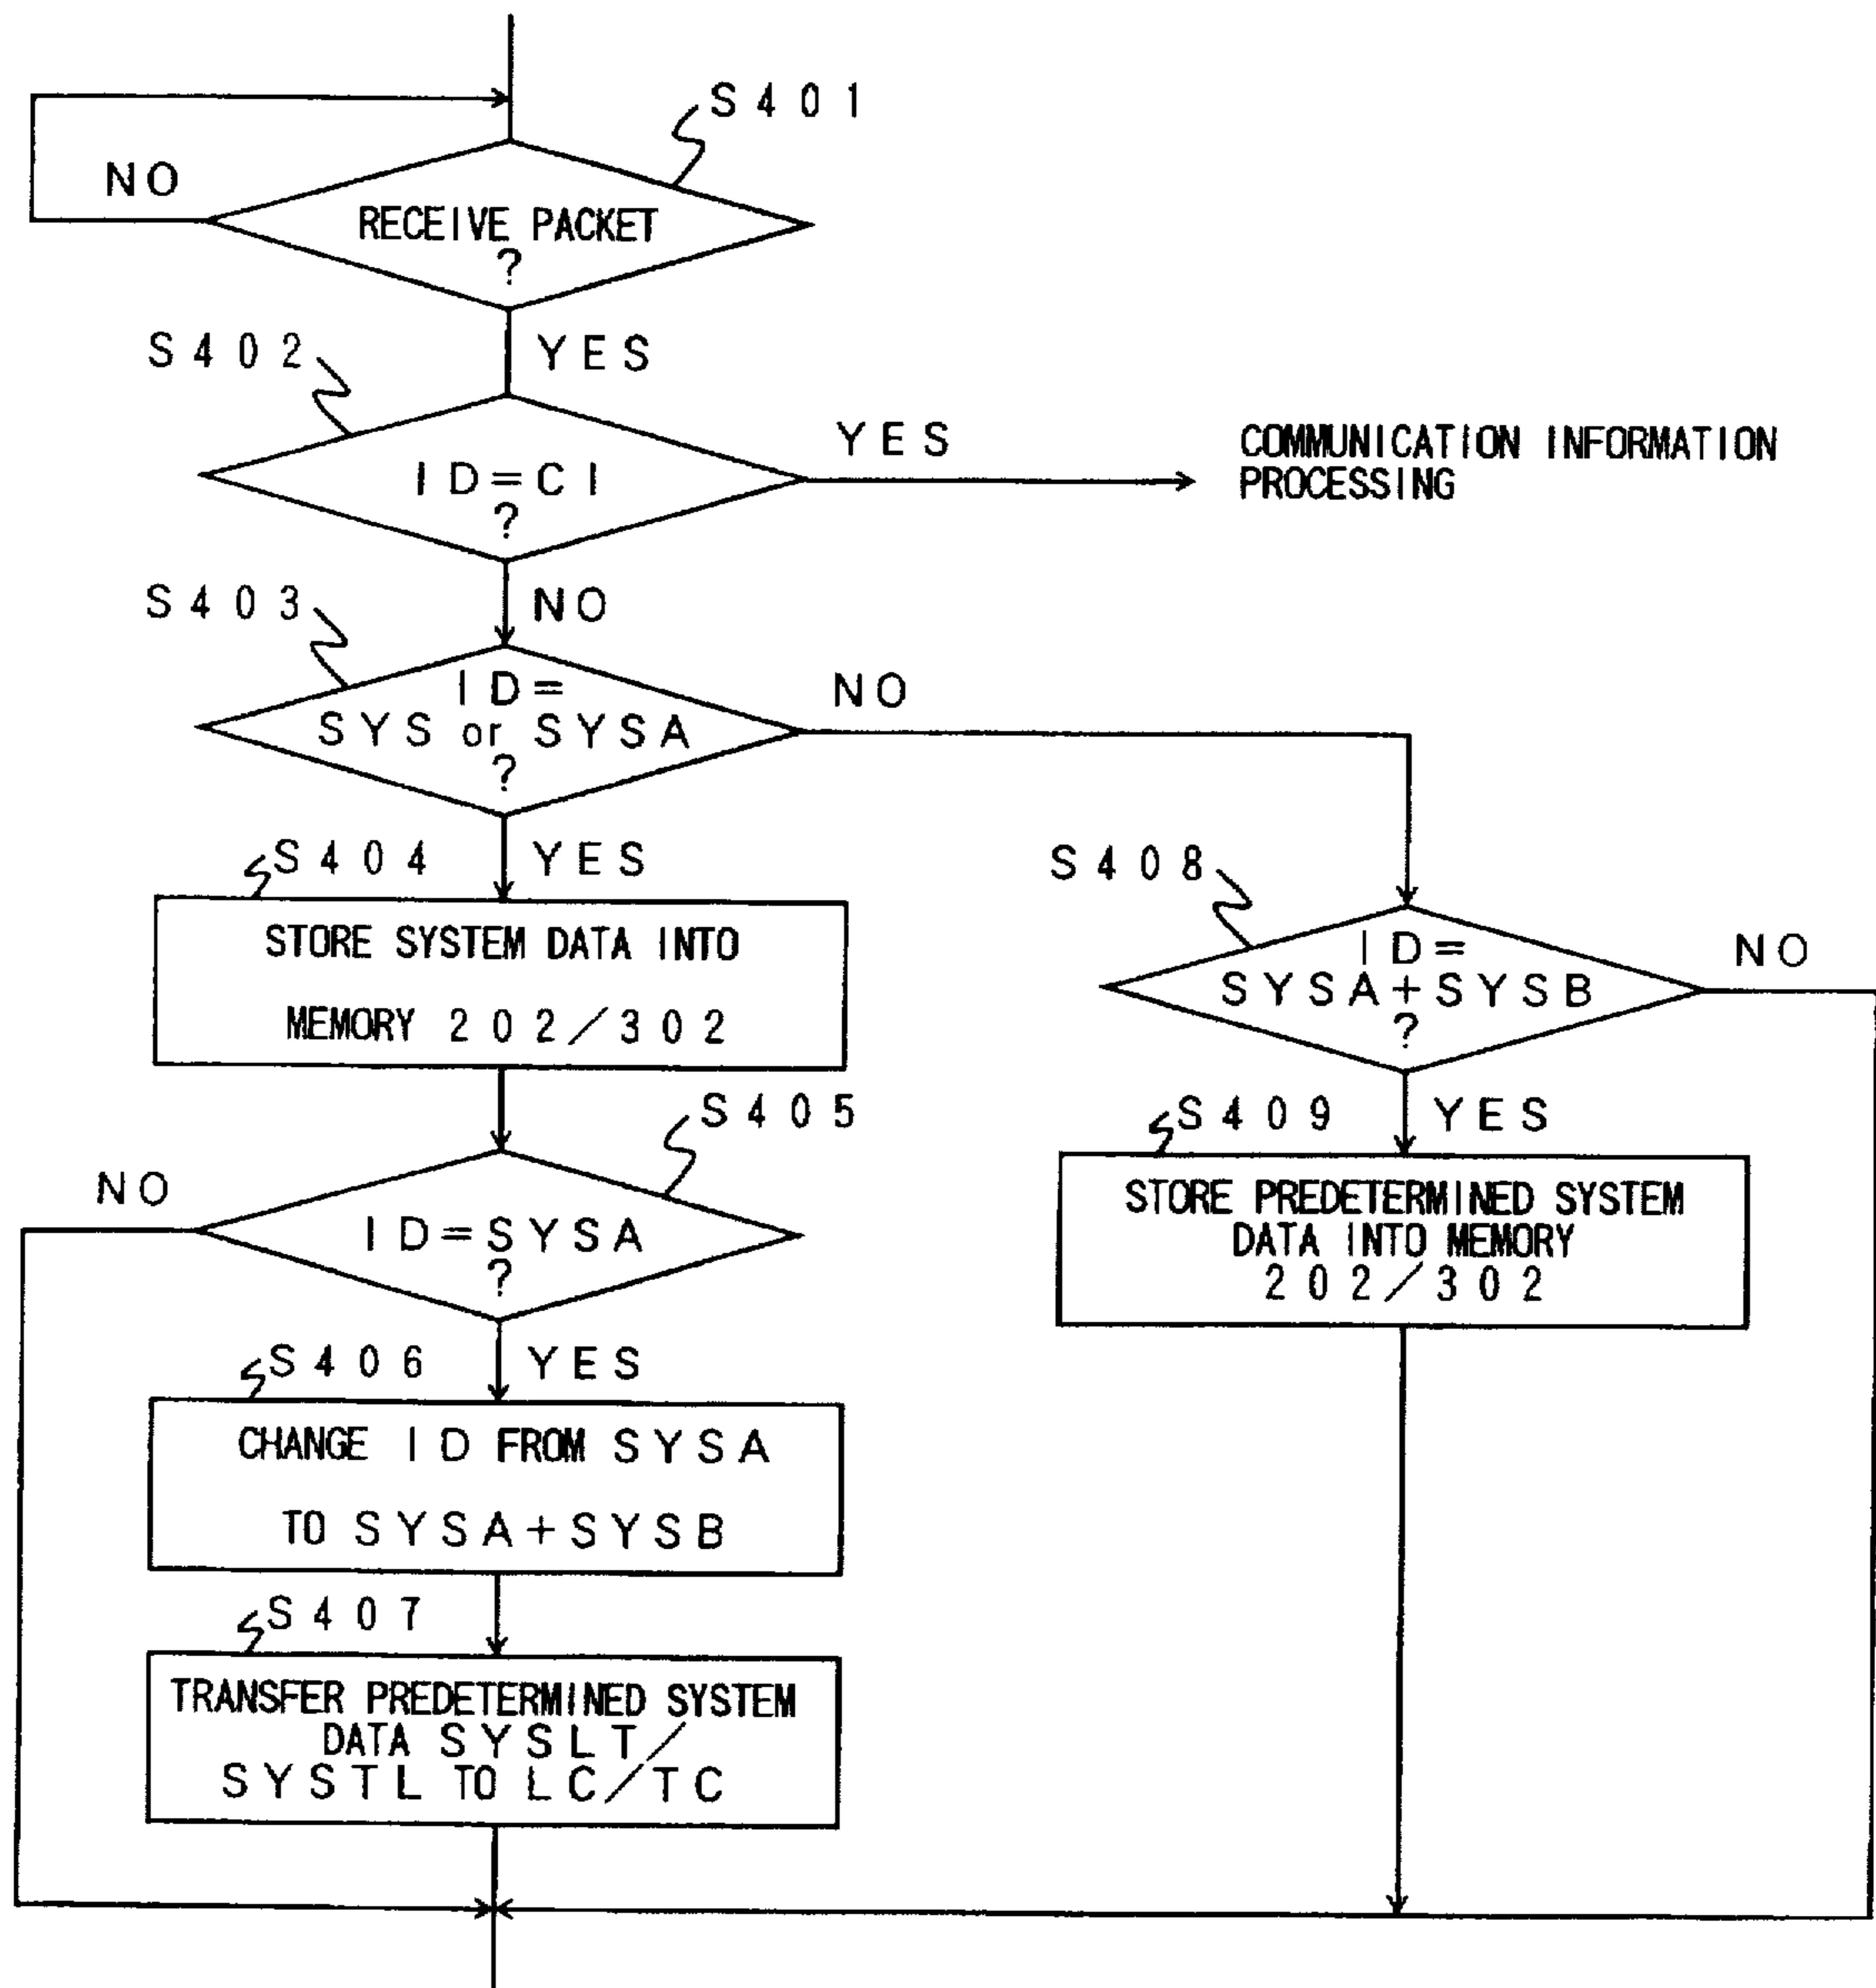 S401
NO
RECEIVE PACKET
?
S402
YES
ID=CI
?
YES
COMMUNICATION INFORMATION
PROCESSING
S403
NO
ID=
SYS or SYSA
?
NO
S404
YES
STORE SYSTEM DATA INTO
MEMORY 202/302
S408
ID=
SYSA+SYSB
?
NO
S405
NO
ID=SYSA
?
S409
YES
STORE PREDETERMINED SYSTEM
DATA INTO MEMORY
202/302
S406
YES
CHANGE ID FROM SYSA
TO SYSA+SYSB
S407
TRANSFER PREDETERMINED SYSTEM
DATA SYSLT/
SYSTL TO LC/TC